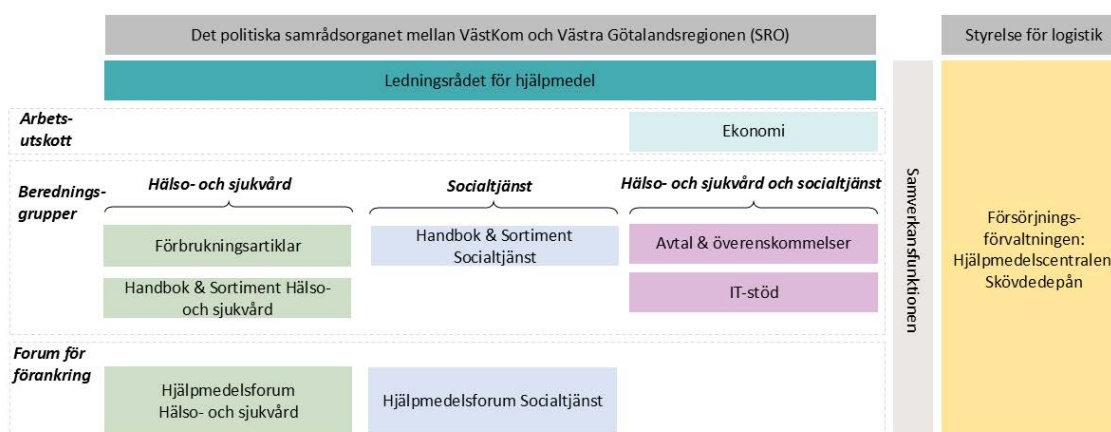 Det politiska samrådsorganet mellan VästKom och Västra Götalandsregionen (SRO)
Styrelse för logistik
Ledningsrådet för hjälpmedel
Arbets-
utskott
Ekonomi
Berednings-
grupper
Hälso- och sjukvård
Socialtjänst
Hälso- och sjukvård och socialtjänst
Förbrukningsartiklar
Handbok & Sortiment
Socialtjänst
Avtal & överenskommelser
Handbok & Sortiment Hälso-
och sjukvård
IT-stöd
Forum för
förankring
Hjälpmedelsforum
Hälso- och sjukvård
Hjälpmedelsforum Socialtjänst
Samverkansfunktionen
Försörjnings-
förvaltningen:
Hjälpmedelscentralen
Skövdedepån